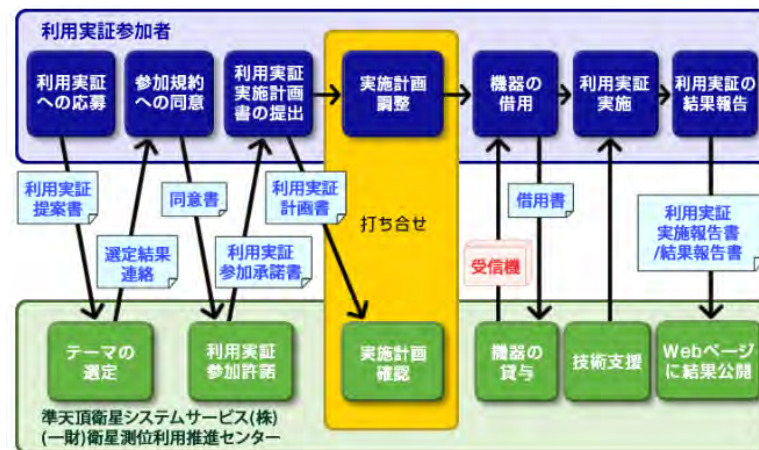 利用実証参加者
利用実証
への応募
参加規約
への同意
利用実証
実施計画
書の提出
実施計画
調整
機器の
借用
利用実証
実施
利用実証の
結果報告
利用実証
提案書
選定結果
連絡
同意書
利用実証
参加承諾書
利用実証
計画書
打ち合せ
受信機
借用書
利用実証
実施報告書
/結果報告書
テーマの
選定
利用実証
参加許諾
実施計画
確認
機器の
貸与
技術支援
Webページ
に結果公開
準天頂衛星システムサービス(株)
(一財)衛星測位利用推進センター